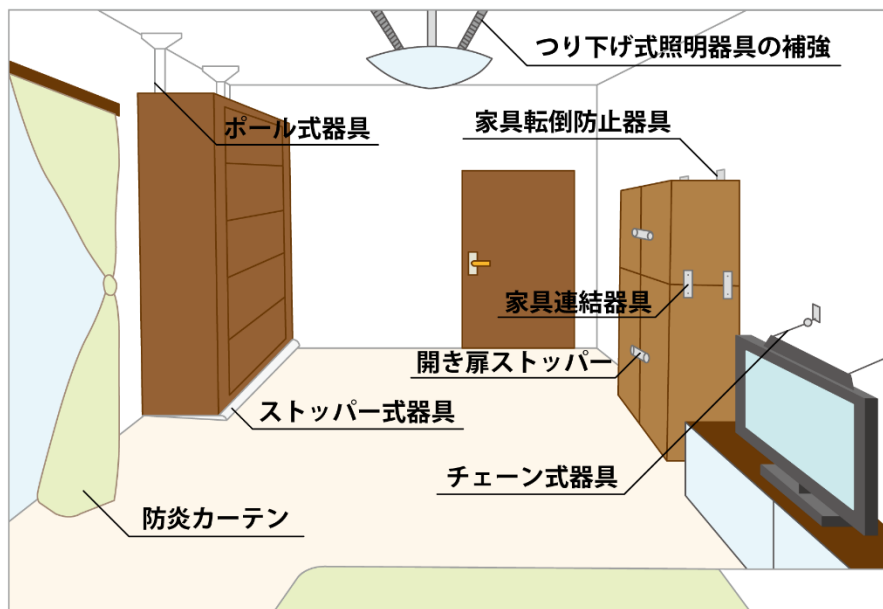 つり下げ式照明器具の補強
ポール式器具
家具転倒防止器具
家具連結器具
開き扉ストッパー
ストッパー式器具
チェーン式器具
防炎カーテン